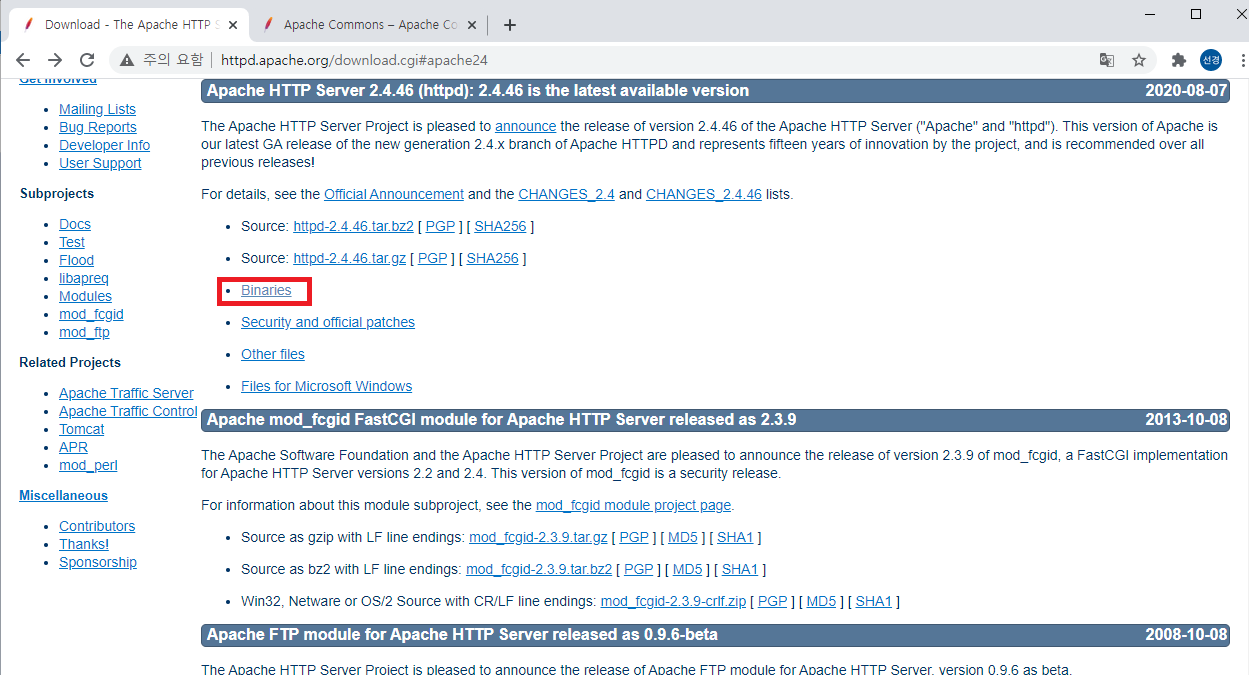 Download - The Apache HTTP S
Apache Commons – Apache Co
주의 요함
httpd.apache.org/download.cgi#apache24
선경
Get Involved
Mailing Lists
Bug Reports
Developer Info
User Support
Subprojects
Docs
Test
Flood
libapreq
Modules
mod_fcgid
mod_ftp
Related Projects
Apache Traffic Server
Apache Traffic Control
Tomcat
APR
mod_perl
Miscellaneous
Contributors
Thanks!
Sponsorship
Apache HTTP Server 2.4.46 (httpd): 2.4.46 is the latest available version 2020-08-07
The Apache HTTP Server Project is pleased to announce the release of version 2.4.46 of the Apache HTTP Server ("Apache" and "httpd"). This version of Apache is
our latest GA release of the new generation 2.4.x branch of Apache HTTPD and represents fifteen years of innovation by the project, and is recommended over all
previous releases!
For details, see the Official Announcement and the CHANGES_2.4 and CHANGES_2.4.46 lists.
• Source: httpd-2.4.46.tar.bz2 [ PGP ] [ SHA256 ]
• Source: httpd-2.4.46.tar.gz [ PGP ] [ SHA256 ]
• Binaries
• Security and official patches
• Other files
• Files for Microsoft Windows
Apache mod_fcgid FastCGI module for Apache HTTP Server released as 2.3.9 2013-10-08
The Apache Software Foundation and the Apache HTTP Server Project are pleased to announce the release of version 2.3.9 of mod_fcgid, a FastCGI implementation
for Apache HTTP Server versions 2.2 and 2.4. This version of mod_fcgid is a security release.
For information about this module subproject, see the mod_fcgid module project page.
• Source as gzip with LF line endings: mod_fcgid-2.3.9.tar.gz [ PGP ] [ MD5 ] [ SHA1 ]
• Source as bz2 with LF line endings: mod_fcgid-2.3.9.tar.bz2 [ PGP ] [ MD5 ] [ SHA1 ]
• Win32, Netware or OS/2 Source with CR/LF line endings: mod_fcgid-2.3.9-crlf.zip [ PGP ] [ MD5 ] [ SHA1 ]
Apache FTP module for Apache HTTP Server released as 0.9.6-beta 2008-10-08
The Apache HTTP Server Project is pleased to announce the release of Apache FTP module for Apache HTTP Server, version 0.9.6 as beta.